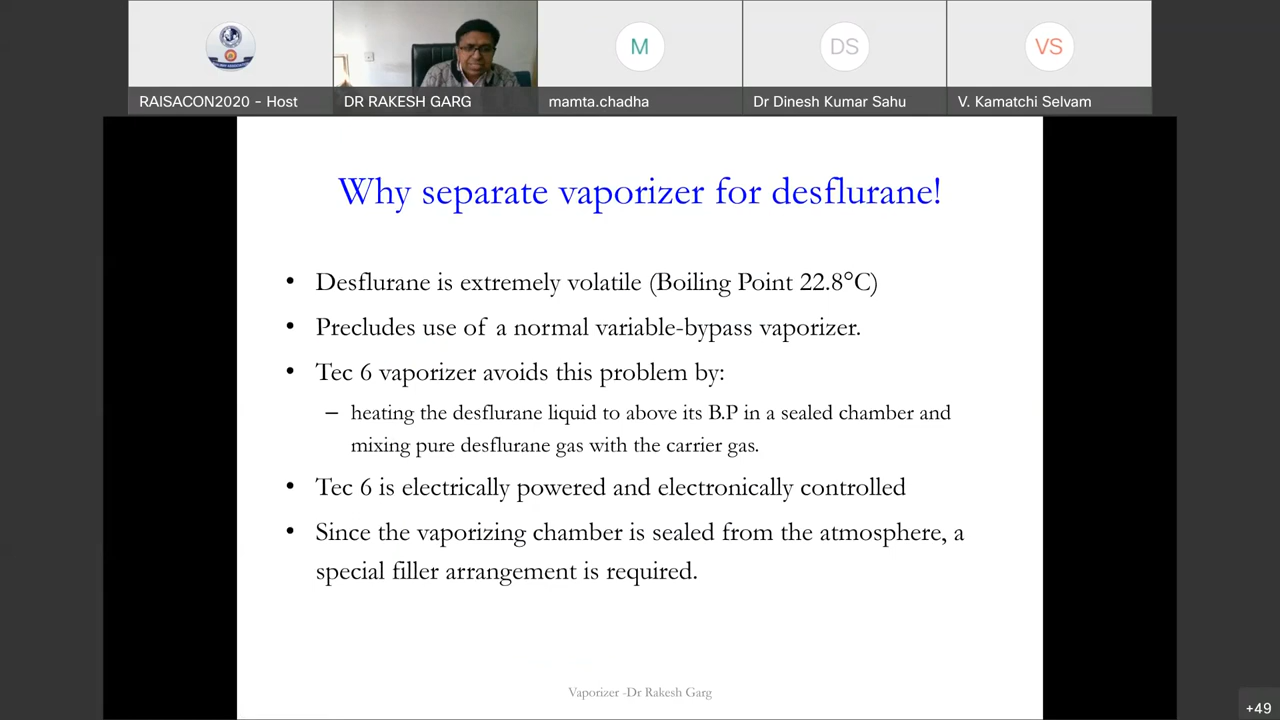 M
DS
VS
RAISACON2020 - Host
DR RAKESH GARG
mamta.chadha
Dr Dinesh Kumar Sahu
V. Kamatchi Selvam
Why separate vaporizer for desflurane!
• Desflurane is extremely volatile (Boiling Point 22.8°C)
• Precludes use of a normal variable-bypass vaporizer.
• Tec 6 vaporizer avoids this problem by:
– heating the desflurane liquid to above its B.P in a sealed chamber and
mixing pure desflurane gas with the carrier gas.
• Tec 6 is electrically powered and electronically controlled
• Since the vaporizing chamber is sealed from the atmosphere, a
special filler arrangement is required.
Vaporizer -Dr Rakesh Garg
+49